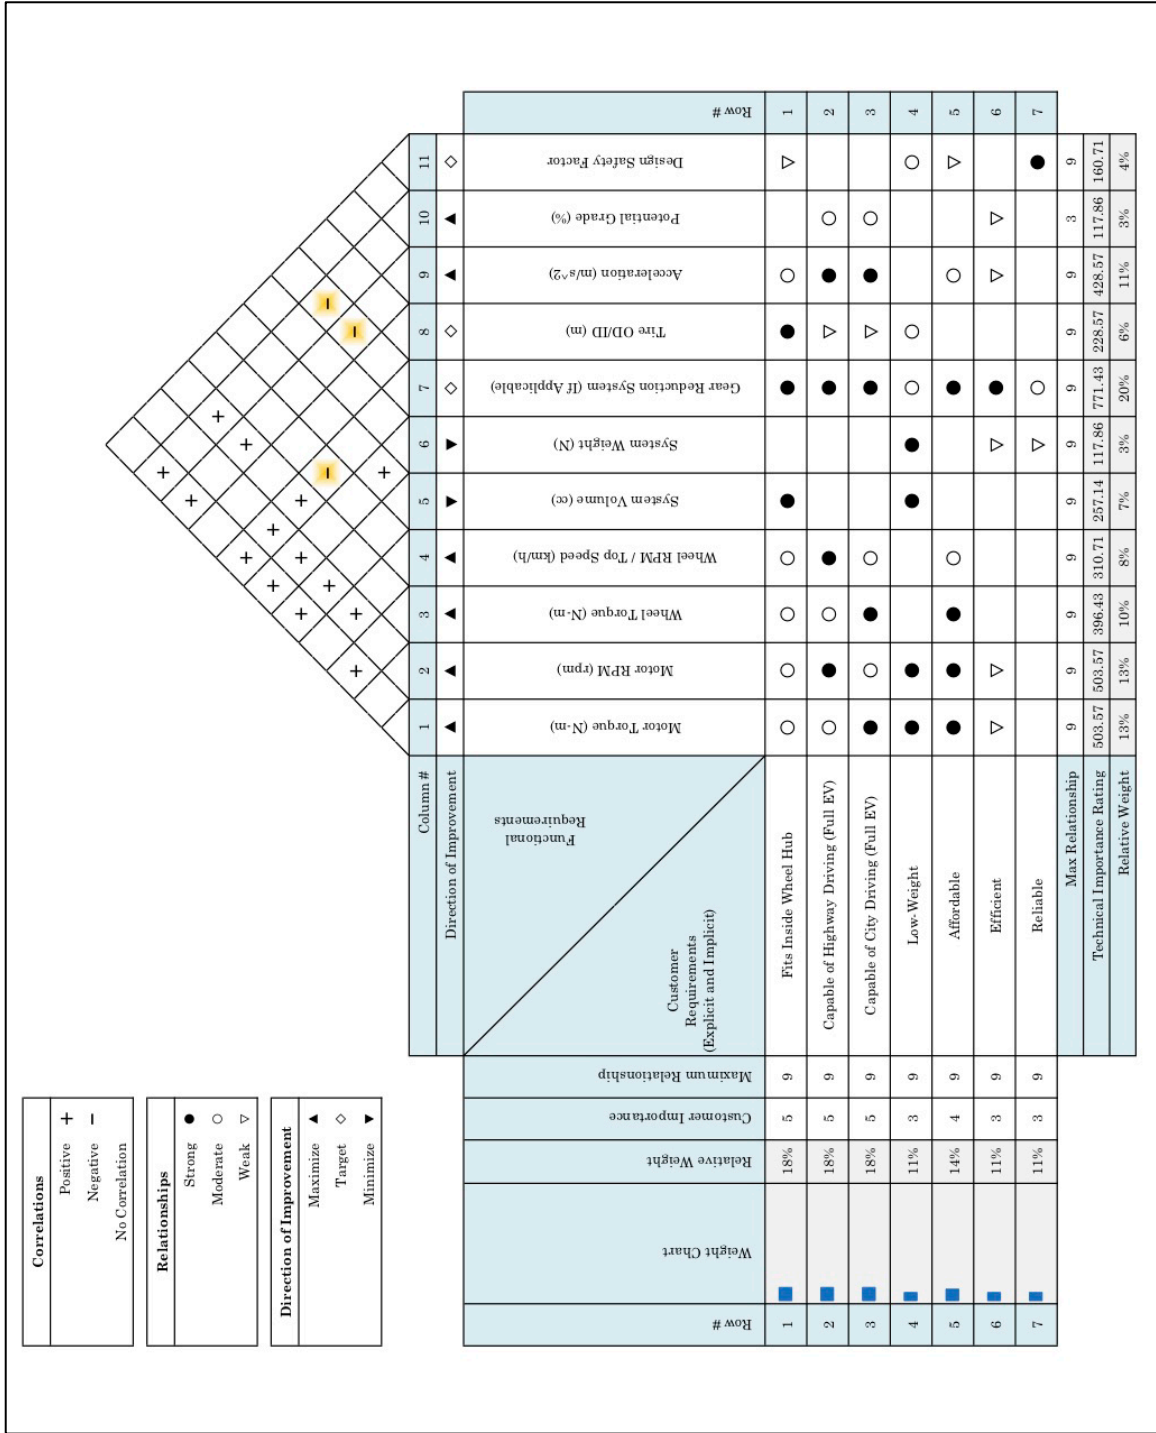 Correlations
Positive +
Negative −
No Correlation
Relationships
Strong ●
Moderate ○
Weak ▽
Direction of Improvement
Maximize ▲
Target ◇
Minimize ▼
Column # 1 2 3 4 5 6 7 8 9 10 11
Direction of Improvement ▲ ▲ ▲ ▲ ▼ ▼ ◇ ◇ ▲ ▲ ◇
Row #
Weight Chart
Relative Weight
Customer Importance
Maximum Relationship
Customer
Requirements
(Explicit and Implicit)
Functional
Requirements
Motor Torque (N-m)
Motor RPM (rpm)
Wheel Torque (N-m)
Wheel RPM / Top Speed (km/h)
System Volume (cc)
System Weight (N)
Gear Reduction System (If Applicable)
Tire OD/ID (m)
Acceleration (m/s^2)
Potential Grade (%)
Design Safety Factor
Row #
1 18% 5 9 Fits Inside Wheel Hub ○ ○ ○ ○ ● ● ● ○ ▽ 1
2 18% 5 9 Capable of Highway Driving (Full EV) ○ ● ○ ● ● ▽ ● ○ 2
3 18% 5 9 Capable of City Driving (Full EV) ● ○ ● ○ ● ▽ ● ○ 3
4 11% 3 9 Low-Weight ● ● ● ● ○ ○ ○ 4
5 14% 4 9 Affordable ● ● ● ○ ● ○ ▽ 5
6 11% 3 9 Efficient ▽ ▽ ▽ ● ▽ ▽ 6
7 11% 3 9 Reliable ▽ ○ ● 7
Max Relationship 9 9 9 9 9 9 9 9 9 3 9
Technical Importance Rating 503.57 503.57 396.43 310.71 257.14 117.86 771.43 228.57 428.57 117.86 160.71
Relative Weight 13% 13% 10% 8% 7% 3% 20% 6% 11% 3% 4%